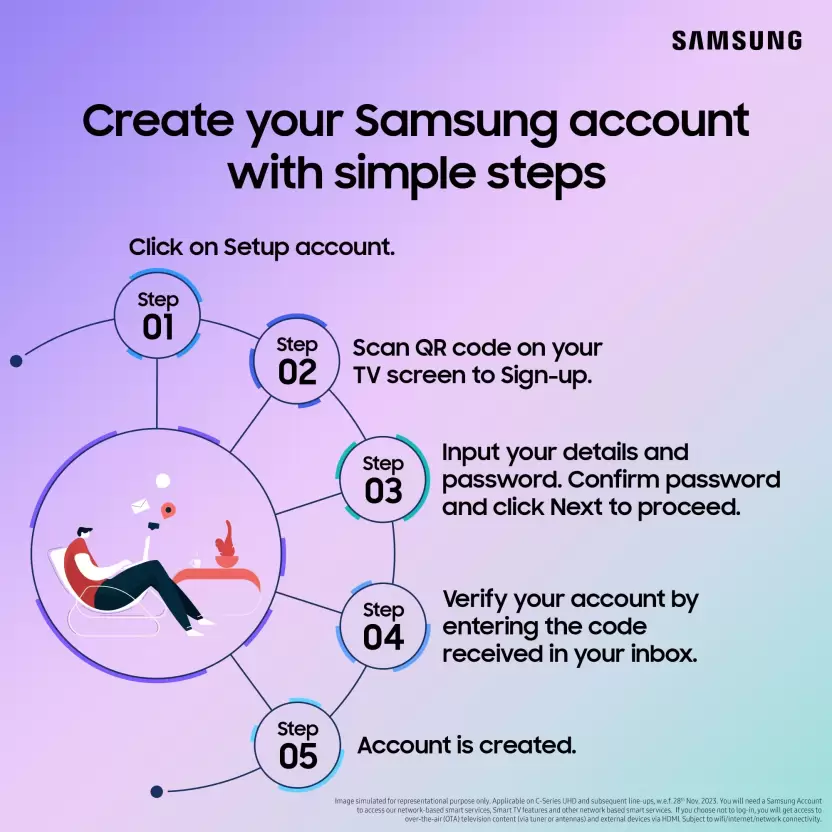 SAMSUNG
Create your Samsung account
with simple steps
Click on Setup account.
Step
01
Step
02
Scan QR code on your
TV screen to Sign-up.
Step
03
Input your details and
password. Confirm password
and click Next to proceed.
Step
04
Verify your account by
entering the code
received in your inbox.
Step
05
Account is created.
Image simulated for representational purpose only. Applicable on C-Series UHD and subsequent line-ups, w.e.f. 28th Nov, 2023. You will need a Samsung Account
to access our network-based smart services, Smart TV features and other network based smart services. If you choose not to log-in, you will get access to
over-the-air (OTA) television content (via tuner or antennas) and external devices via HDMI. Subject to wifi/internet/network connectivity.